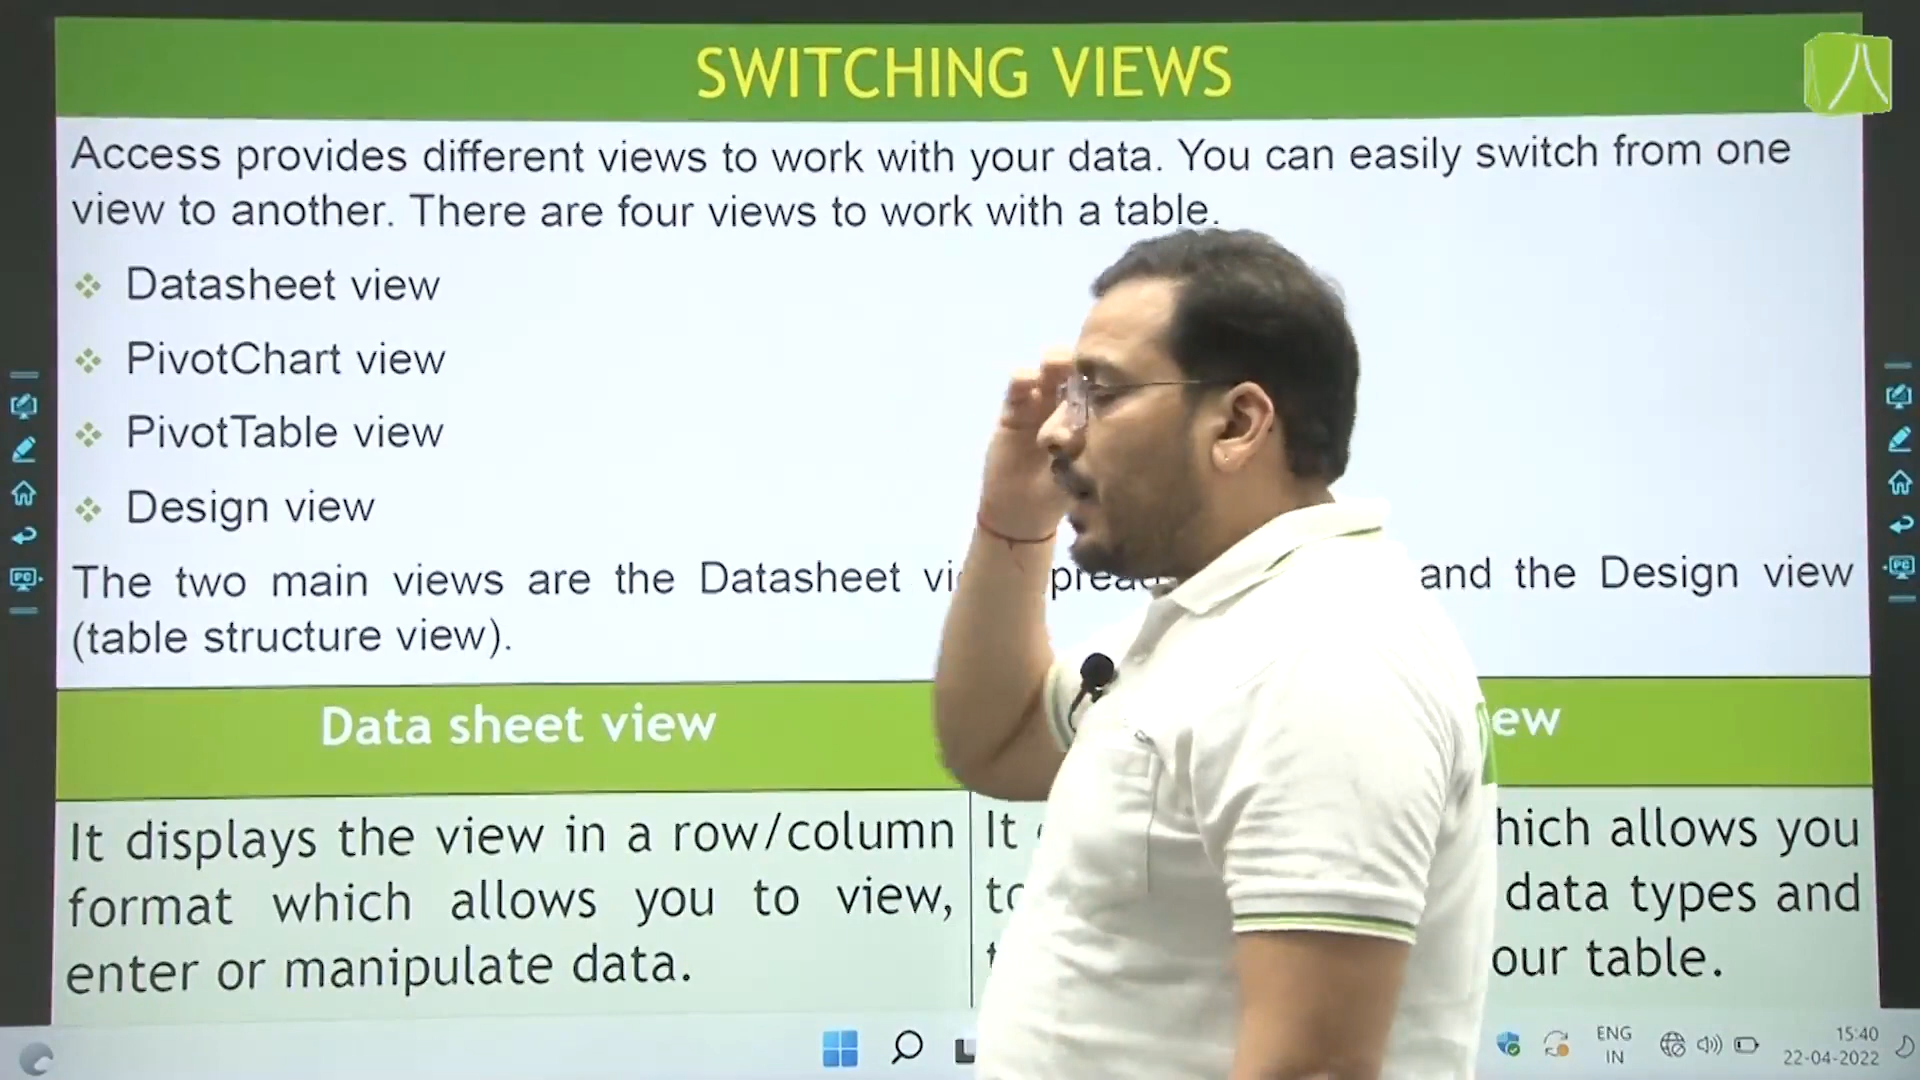 SWITCHING VIEWS
Access provides different views to work with your data. You can easily switch from one
view to another. There are four views to work with a table.
Datasheet view
PivotChart view
PivotTable view
Design view
The two main views are the Datasheet and the Design view
(table structure view).
Data sheet view
It displays the view in a row/column
format which allows you to view,
enter or manipulate data.
It allows you
data types and
table.
ENG
IN
15:40
22-04-2022
PC
PC